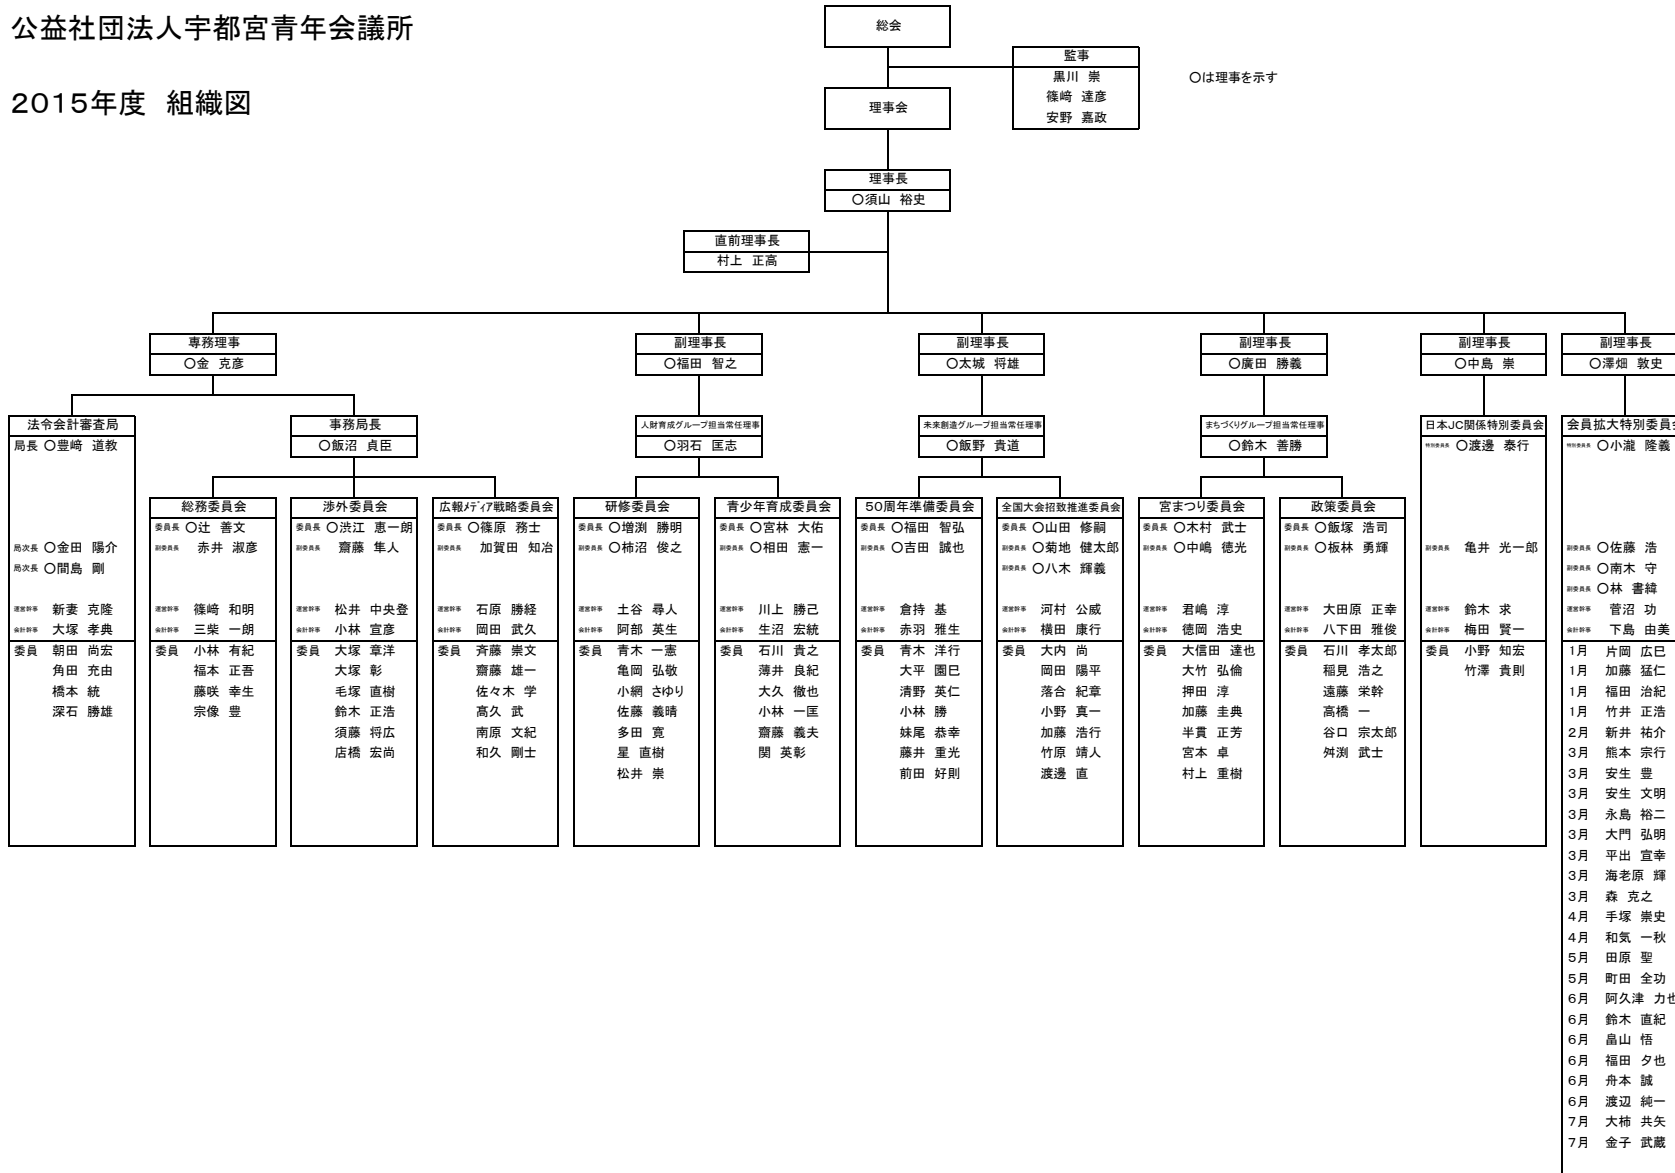 公益社団法人宇都宮青年会議所
2015年度 組織図
総会
監事
黒川 崇
篠﨑 達彦
安野 嘉政
〇は理事を示す
理事会
理事長
〇須山 裕史
直前理事長
村上 正高
専務理事
〇金 克彦
副理事長
〇福田 智之
副理事長
〇太城 将雄
副理事長
〇廣田 勝義
副理事長
〇中島 崇
副理事長
〇澤畑 敦史
法令会計審査局
局長 〇豊﨑 道教
局次長 〇金田 陽介
局次長 〇間島 剛
運営幹事 新妻 克隆
会計幹事 大塚 孝典
委員 朝田 尚宏
角田 充由
橋本 統
深石 勝雄
事務局長
〇飯沼 貞臣
総務委員会
委員長 〇辻 善文
副委員長 赤井 淑彦
運営幹事 篠﨑 和明
会計幹事 三柴 一朗
委員 小林 有紀
福本 正吾
藤咲 幸生
宗像 豊
渉外委員会
委員長 〇渋江 恵一朗
副委員長 齋藤 隼人
運営幹事 松井 中央登
会計幹事 小林 宣彦
委員 大塚 章洋
大塚 彰
毛塚 直樹
鈴木 正浩
須藤 将広
店橋 宏尚
広報メディア戦略委員会
委員長 〇篠原 務士
副委員長 加賀田 知冶
運営幹事 石原 勝経
会計幹事 岡田 武久
委員 斉藤 崇文
齋藤 雄一
佐々木 学
髙久 武
南原 文紀
和久 剛士
人財育成グループ担当常任理事
〇羽石 匡志
研修委員会
委員長 〇増渕 勝明
副委員長 〇柿沼 俊之
運営幹事 土谷 尋人
会計幹事 阿部 英生
委員 青木 一憲
亀岡 弘敬
小網 さゆり
佐藤 義晴
多田 寛
星 直樹
松井 崇
青少年育成委員会
委員長 〇宮林 大佑
副委員長 〇相田 憲一
運営幹事 川上 勝己
会計幹事 生沼 宏統
委員 石川 貴之
薄井 良紀
大久 徹也
小林 一匡
齋藤 義夫
関 英彰
未来創造グループ担当常任理事
〇飯野 貴道
50周年準備委員会
委員長 〇福田 智弘
副委員長 〇吉田 誠也
運営幹事 倉持 基
会計幹事 赤羽 雅生
委員 青木 洋行
大平 園巳
清野 英仁
小林 勝
妹尾 恭幸
藤井 重光
前田 好則
全国大会招致推進委員会
委員長 〇山田 修嗣
副委員長 〇菊地 健太郎
副委員長 〇八木 輝義
運営幹事 河村 公威
会計幹事 横田 康行
委員 大内 尚
岡田 陽平
落合 紀章
小野 真一
加藤 浩行
竹原 靖人
渡邊 直
まちづくりグループ担当常任理事
〇鈴木 善勝
宮まつり委員会
委員長 〇木村 武士
副委員長 〇中嶋 徳光
運営幹事 君嶋 淳
会計幹事 徳岡 浩史
委員 大信田 達也
大竹 弘倫
押田 淳
加藤 圭典
半貫 正芳
宮本 卓
村上 重樹
政策委員会
委員長 〇飯塚 浩司
副委員長 〇板林 勇輝
運営幹事 大田原 正幸
会計幹事 八下田 雅俊
委員 石川 孝太郎
稲見 浩之
遠藤 栄幹
高橋 一
谷口 宗太郎
舛渕 武士
日本JC関係特別委員会
特別委員長 〇渡邊 泰行
副委員長 亀井 光一郎
運営幹事 鈴木 求
会計幹事 梅田 賢一
委員 小野 知宏
竹澤 貴則
会員拡大特別委員会
特別委員長 〇小瀧 隆義
副委員長 〇佐藤 浩
副委員長 〇南木 守
副委員長 〇林 書緯
運営幹事 菅沼 功
会計幹事 下島 由美
1月 片岡 広巳
1月 加藤 猛仁
1月 福田 治紀
1月 竹井 正浩
2月 新井 祐介
3月 熊本 宗行
3月 安生 豊
3月 安生 文明
3月 永島 裕二
3月 大門 弘明
3月 平出 宣幸
3月 海老原 輝
3月 森 克之
4月 手塚 崇史
4月 和気 一秋
5月 田原 聖
5月 町田 全功
6月 阿久津 力也
6月 鈴木 直紀
6月 畠山 悟
6月 福田 夕也
6月 舟本 誠
6月 渡辺 純一
7月 大柿 共矢
7月 金子 武蔵